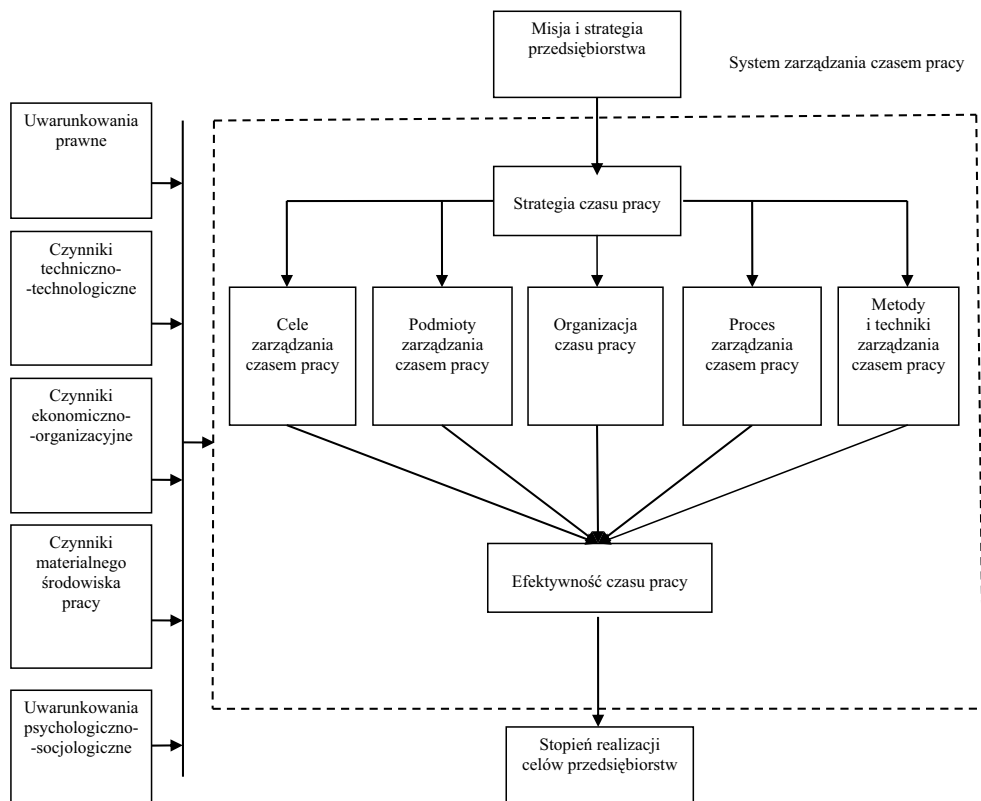 Misja i strategia
przedsiębiorstwa
System zarządzania czasem pracy
Uwarunkowania
prawne
Czynniki
techniczno-
-technologiczne
Czynniki
ekonomiczno-
-organizacyjne
Czynniki
materialnego
środowiska
pracy
Uwarunkowania
psychologiczno-
-socjologiczne
Strategia czasu pracy
Cele
zarządzania
czasem pracy
Podmioty
zarządzania
czasem pracy
Organizacja
czasu pracy
Proces
zarządzania
czasem pracy
Metody
i techniki
zarządzania
czasem pracy
Efektywność czasu pracy
Stopień realizacji
celów przedsiębiorstw